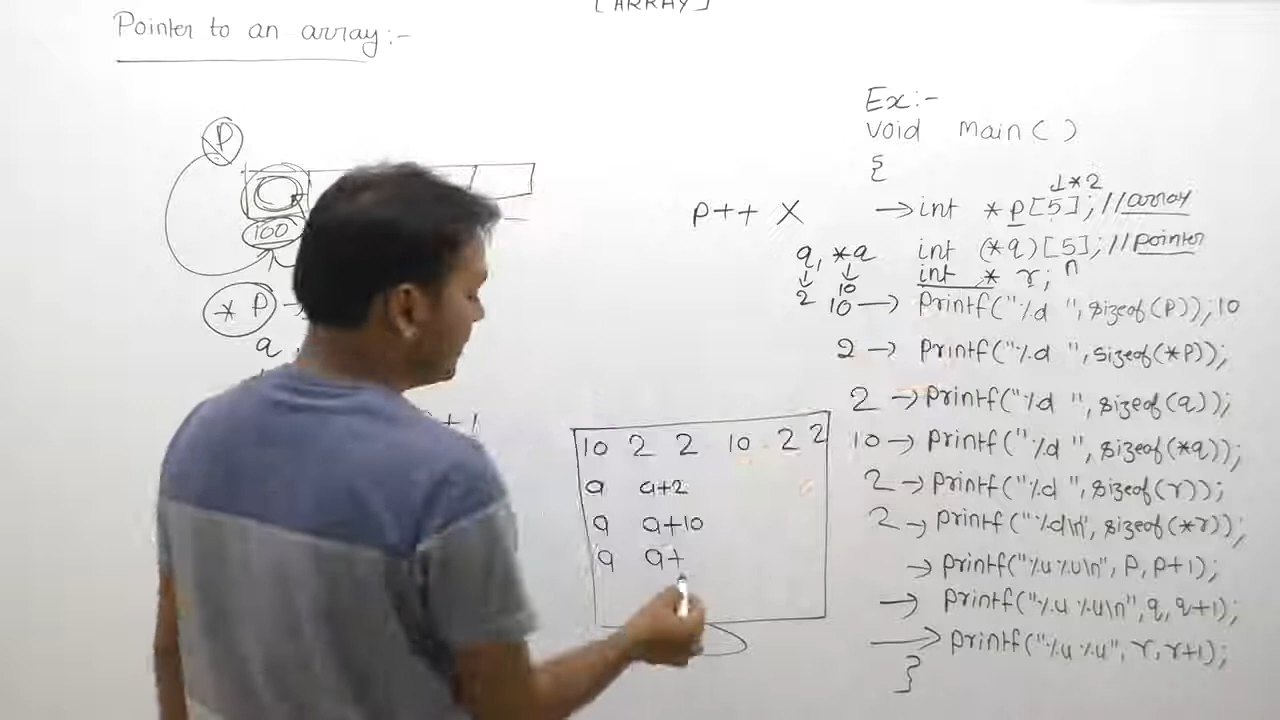 [ARRAY]
Pointer to an array:-
P
100
* P
q
+1
P++ X
q, *q
2 10
10 2 2 10 2 2
a a+2
a a+10
a a+
Ex:-
void main( )
{
*2
→ int *p[5]; //array
int (*q)[5]; //pointer
int * r;
10 → printf("%d ", sizeof(P)); 10
2 → printf("%d ", sizeof(*P));
2 → printf("%d ", sizeof(q));
10 → printf("%d ", sizeof(*q));
2 → printf("%d ", sizeof(r));
2 → printf("%d\n", sizeof(*r));
→ printf("%u %u\n", P, P+1);
→ printf("%u %u\n", q, q+1);
→ printf("%u %u", r, r+1);
}